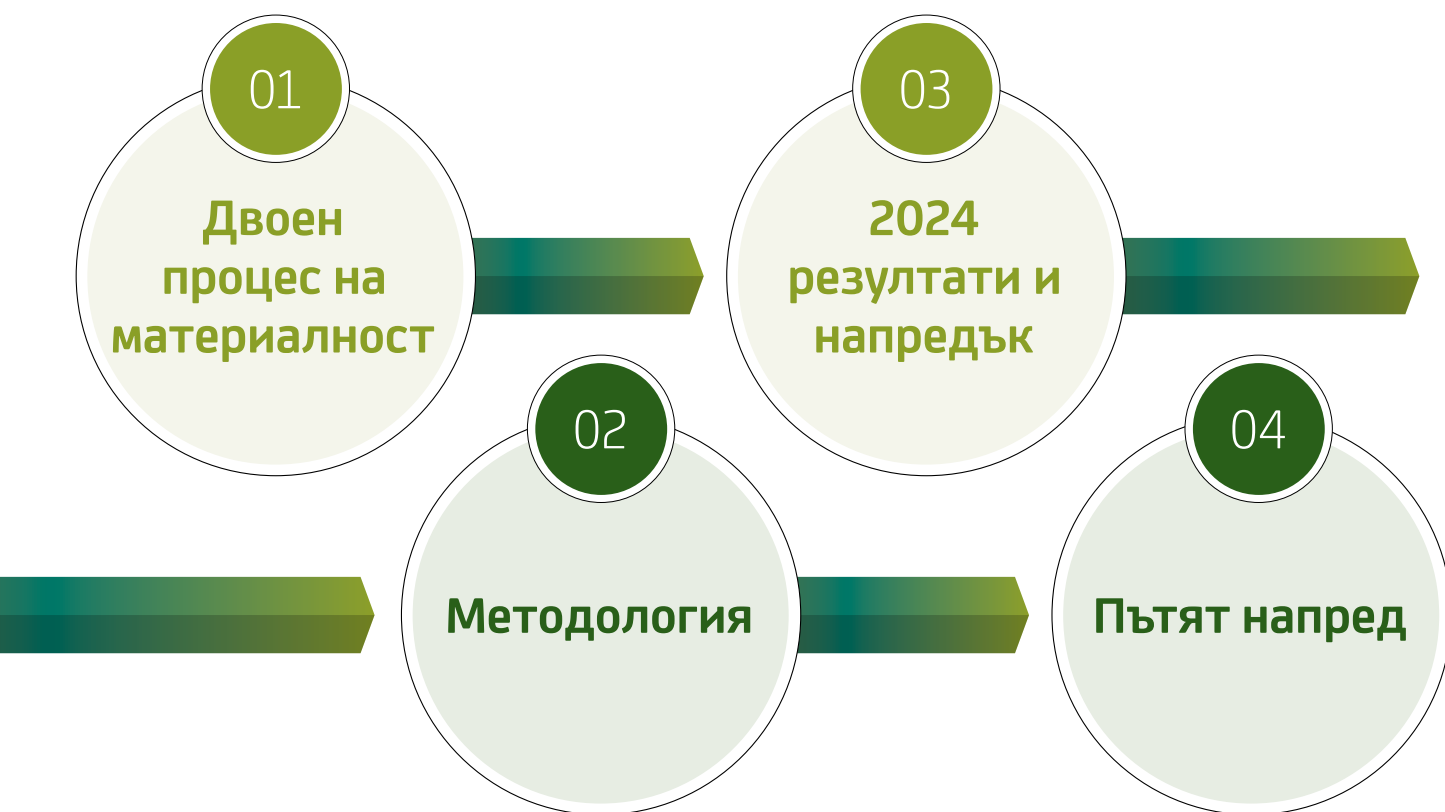 01
Двоен
процес на
материалност
02
Методология
03
2024
резултати и
напредък
04
Пътят напред